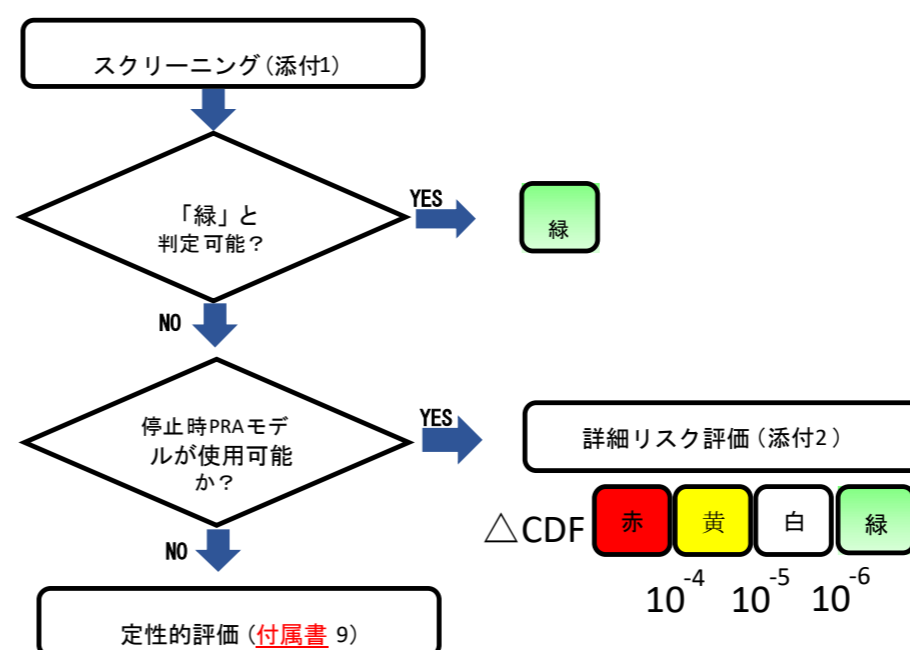 スクリーニング(添付1)
「緑」と
判定可能？
YES
緑
NO
停止時PRAモデ
ルが使用可能
か？
YES
詳細リスク評価(添付2)
△CDF 赤 黄 白 緑
10-4 10-5 10-6
NO
定性的評価(付属書 9)